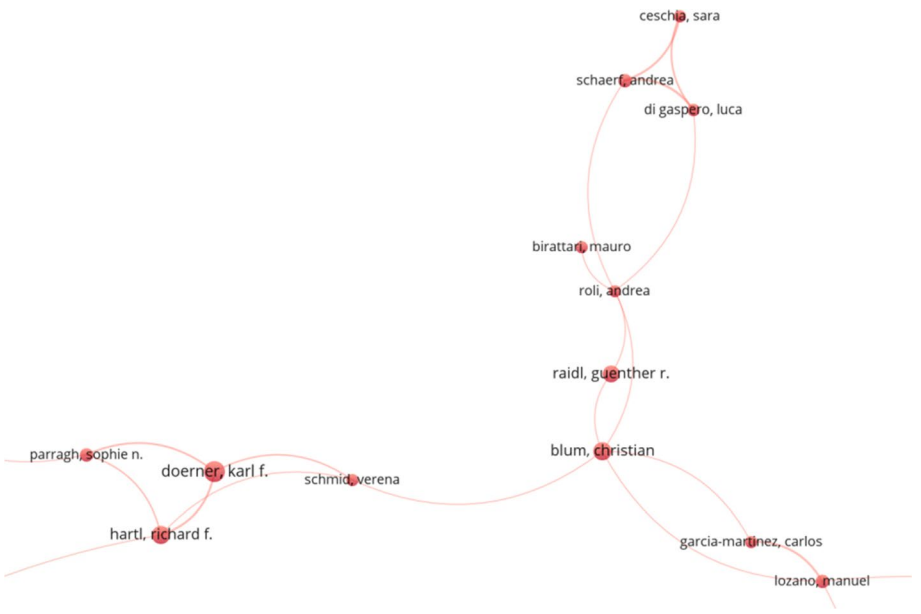 ceschia, sara
schaerf, andrea
di gaspero, luca
birattari, mauro
roli, andrea
raidl, guenther r.
blum, christian
parragh, sophie n.
doerner, karl f.
schmid, verena
hartl, richard f.
garcia-martinez, carlos
lozano, manuel